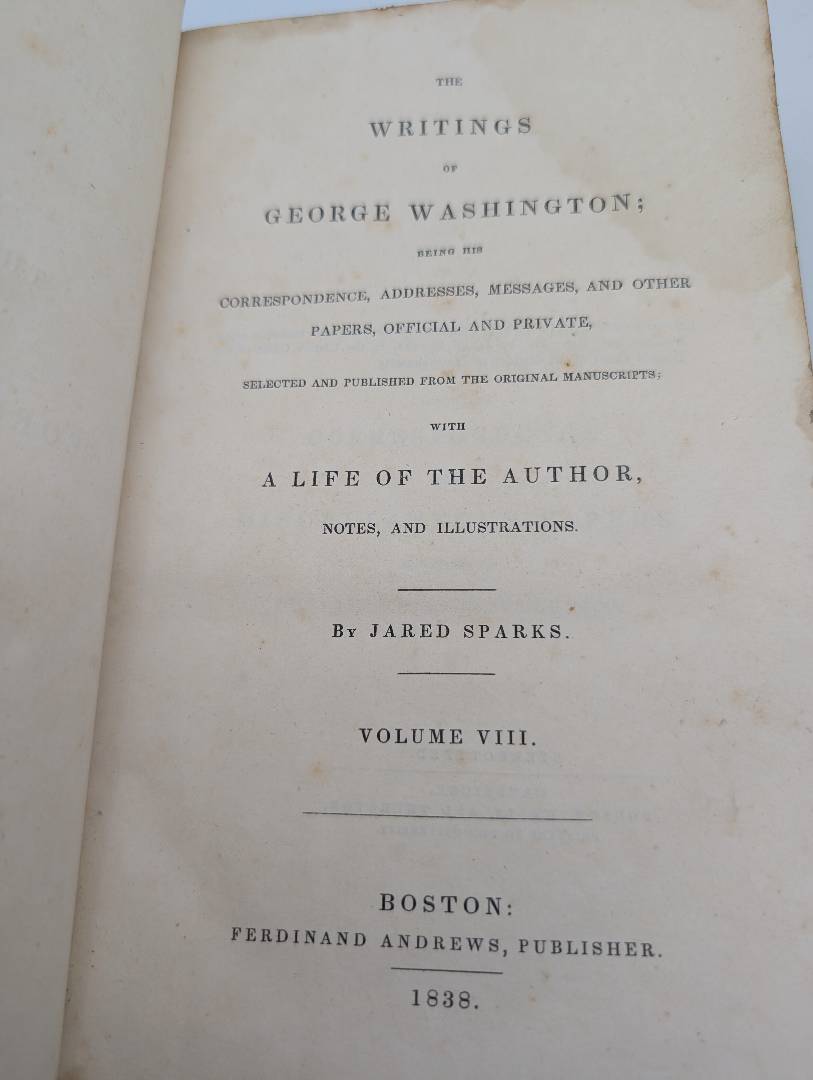 THE
WRITINGS
OF
GEORGE WASHINGTON;
BEING HIS
CORRESPONDENCE, ADDRESSES, MESSAGES, AND OTHER
PAPERS, OFFICIAL AND PRIVATE,
SELECTED AND PUBLISHED FROM THE ORIGINAL MANUSCRIPTS;
WITH
A LIFE OF THE AUTHOR,
NOTES, AND ILLUSTRATIONS.
By JARED SPARKS.
VOLUME VIII.
BOSTON:
FERDINAND ANDREWS, PUBLISHER.
1838.